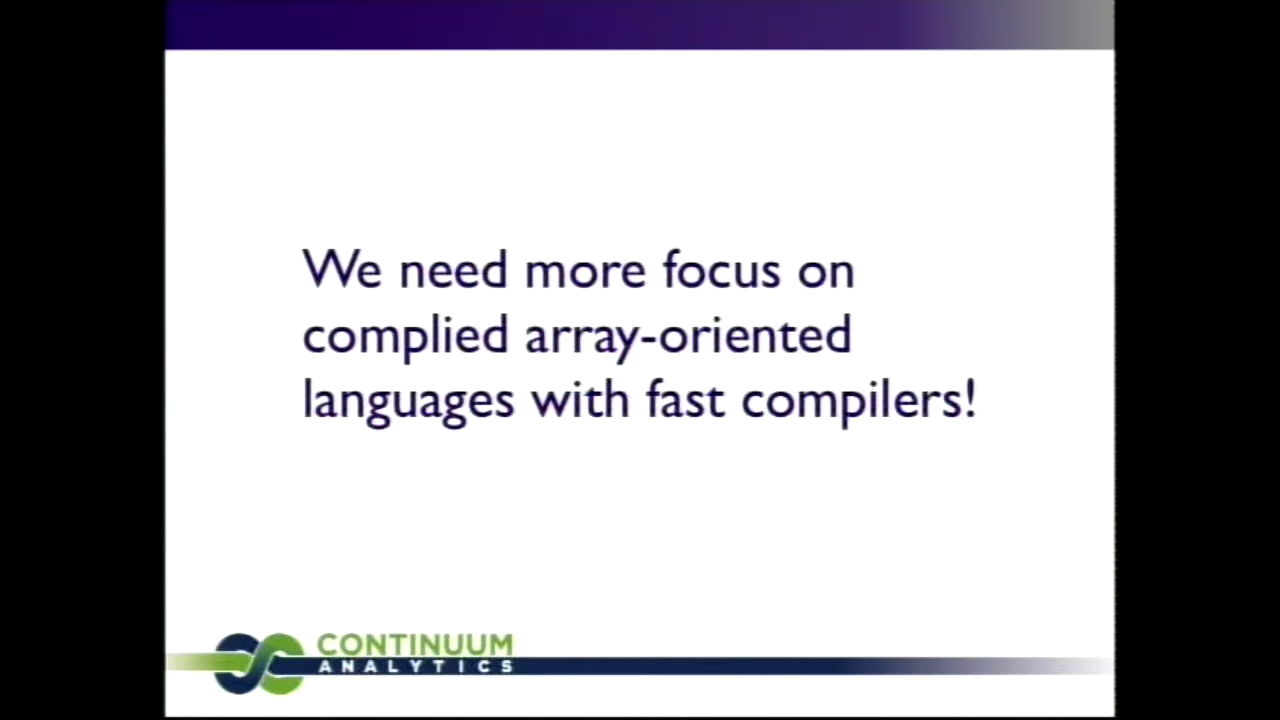 We need more focus on
complied array-oriented
languages with fast compilers!
CONTINUUM
ANALYTICS